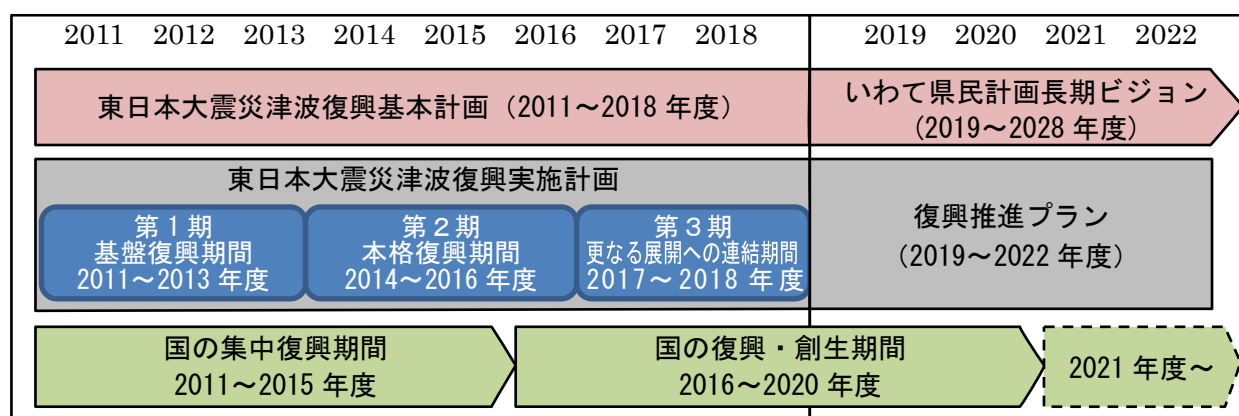 2011 2012 2013 2014 2015 2016 2017 2018 2019 2020 2021 2022
東日本大震災津波復興基本計画（2011～2018 年度）
いわて県民計画長期ビジョン
（2019～2028 年度）
東日本大震災津波復興実施計画
第１期
基盤復興期間
2011～2013 年度
第２期
本格復興期間
2014～2016 年度
第３期
更なる展開への連結期間
2017～2018 年度
復興推進プラン
（2019～2022 年度）
国の集中復興期間
2011～2015 年度
国の復興・創生期間
2016～2020 年度
2021 年度～